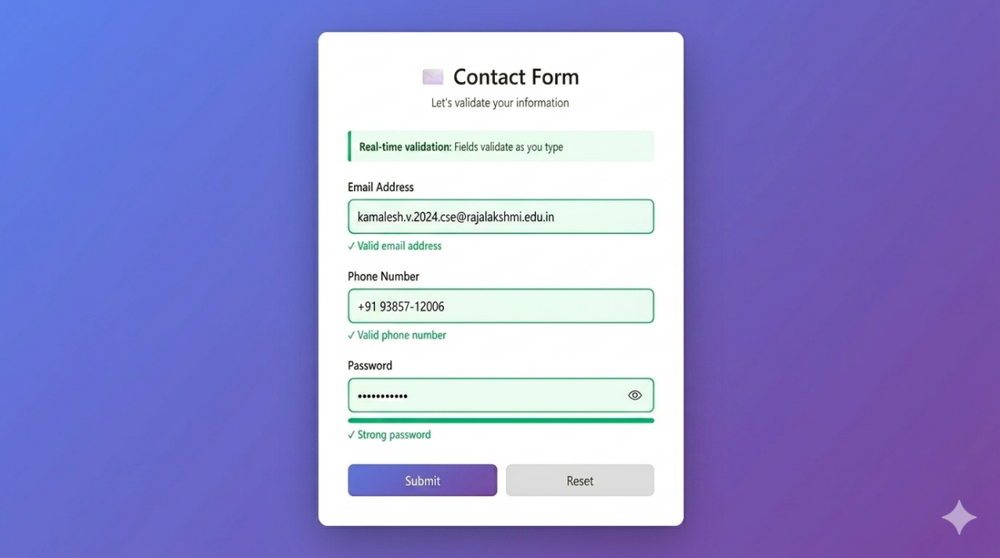 Contact Form
Let's validate your information
Real-time validation: Fields validate as you type
Email Address
kamalesh.v.2024.cse@rajalakshmi.edu.in
✓ Valid email address
Phone Number
+91 93857-12006
✓ Valid phone number
Password
•••••••••••
✓ Strong password
Submit
Reset